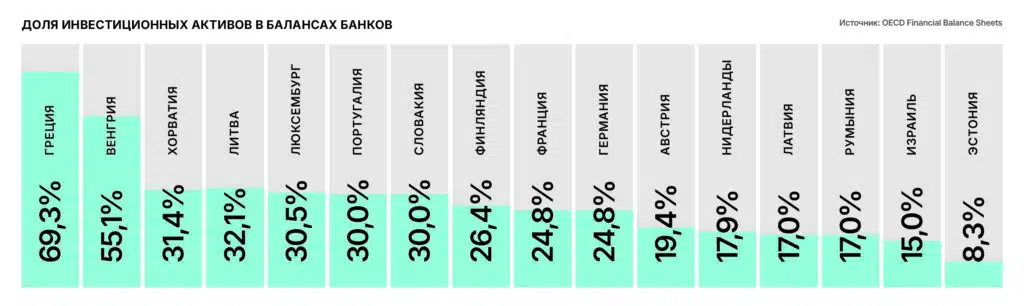 ДОЛЯ ИНВЕСТИЦИОННЫХ АКТИВОВ В БАЛАНСАХ БАНКОВ
Источник: OECD Financial Balance Sheets
ГРЕЦИЯ
69,3%
ВЕНГРИЯ
55,1%
ХОРВАТИЯ
31,4%
ЛИТВА
32,1%
ЛЮКСЕМБУРГ
30,5%
ПОРТУГАЛИЯ
30,0%
СЛОВАКИЯ
30,0%
ФИНЛЯНДИЯ
26,4%
ФРАНЦИЯ
24,8%
ГЕРМАНИЯ
24,8%
АВСТРИЯ
19,4%
НИДЕРЛАНДЫ
17,9%
ЛАТВИЯ
17,0%
РУМЫНИЯ
17,0%
ИЗРАИЛЬ
15,0%
ЭСТОНИЯ
8,3%